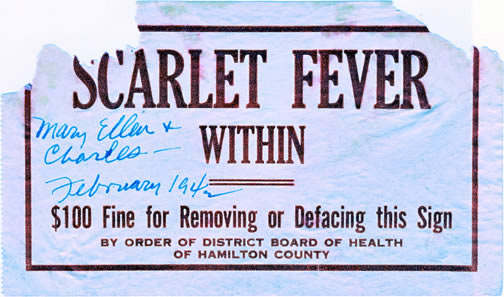 SCARLET FEVER
Mary Ellen +
Charles —
WITHIN
February 1942
$100 Fine for Removing or Defacing this Sign
BY ORDER OF DISTRICT BOARD OF HEALTH
OF HAMILTON COUNTY